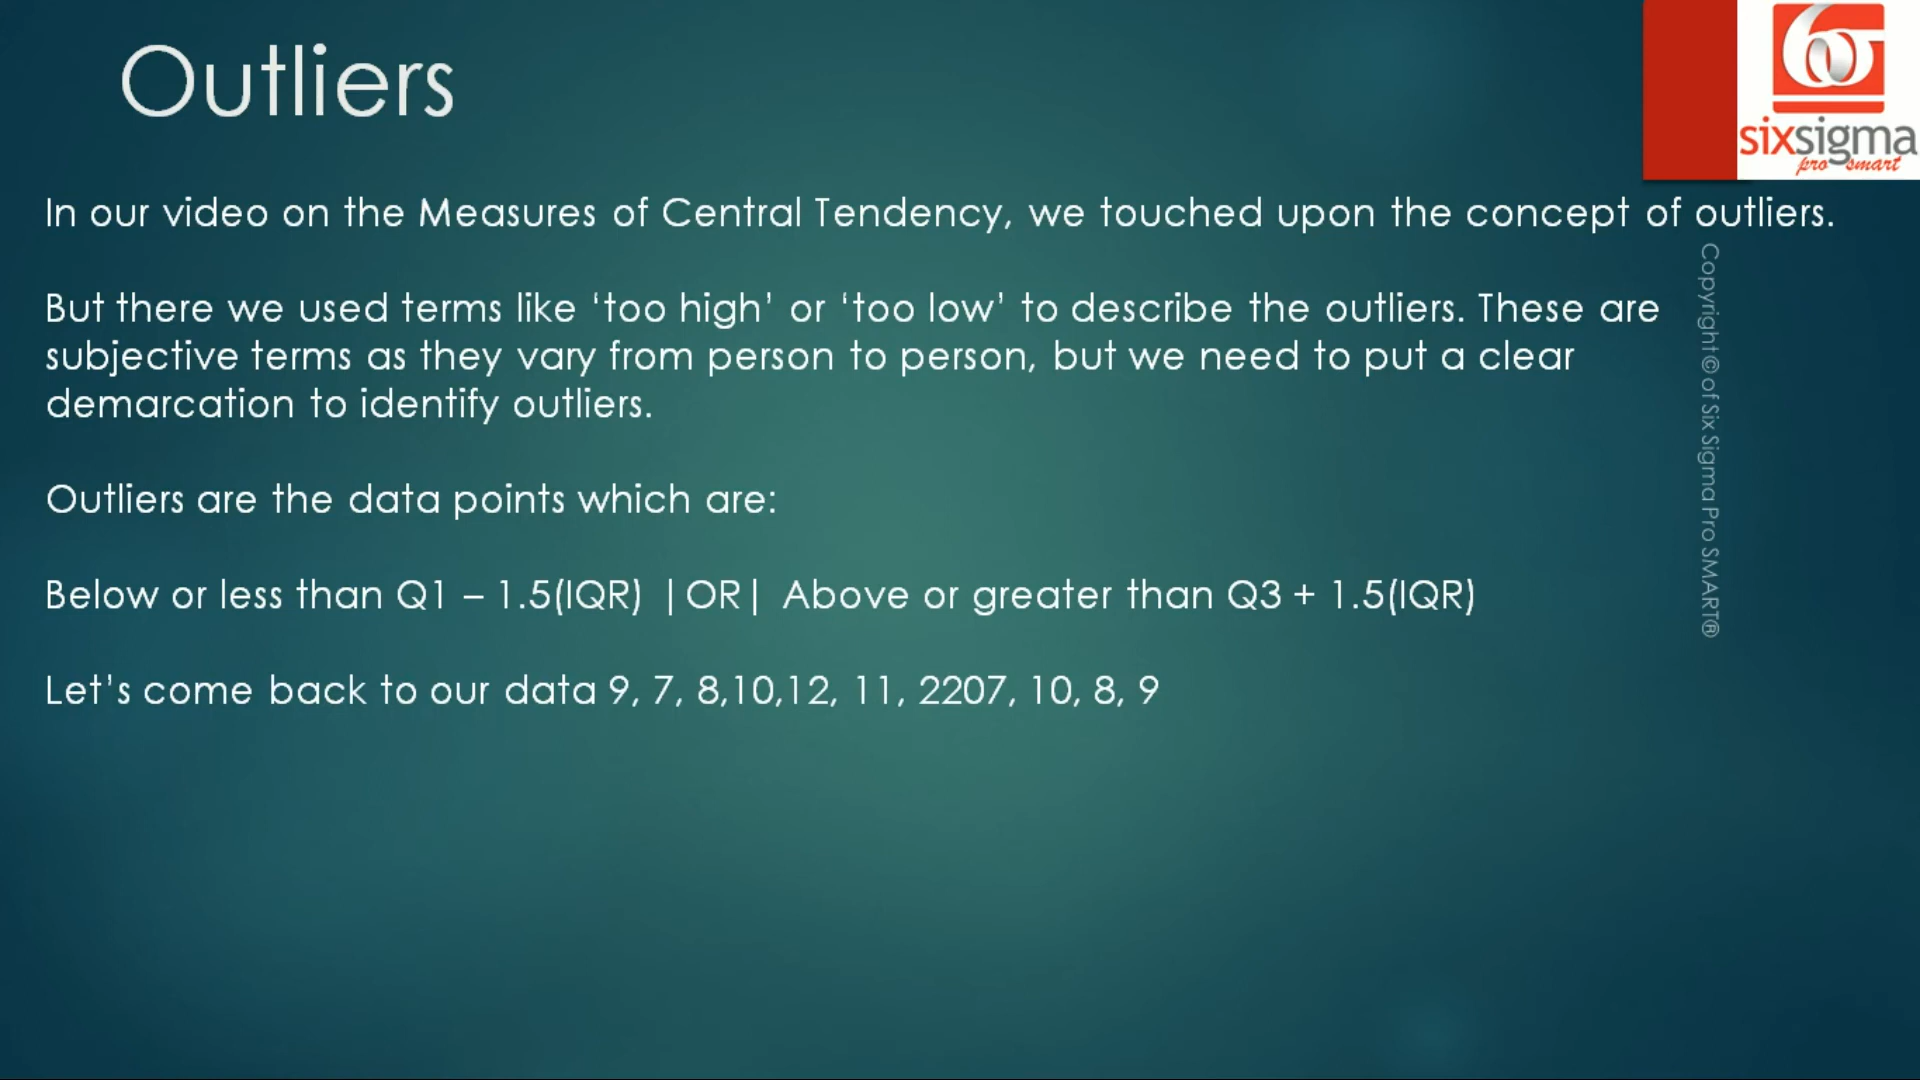 Outliers
sixsigma
pro smart
In our video on the Measures of Central Tendency, we touched upon the concept of outliers.
But there we used terms like ‘too high’ or ‘too low’ to describe the outliers. These are
subjective terms as they vary from person to person, but we need to put a clear
demarcation to identify outliers.
Outliers are the data points which are:
Below or less than Q1 – 1.5(IQR) |OR| Above or greater than Q3 + 1.5(IQR)
Let’s come back to our data 9, 7, 8,10,12, 11, 2207, 10, 8, 9
Copyright© of Six Sigma Pro SMART®